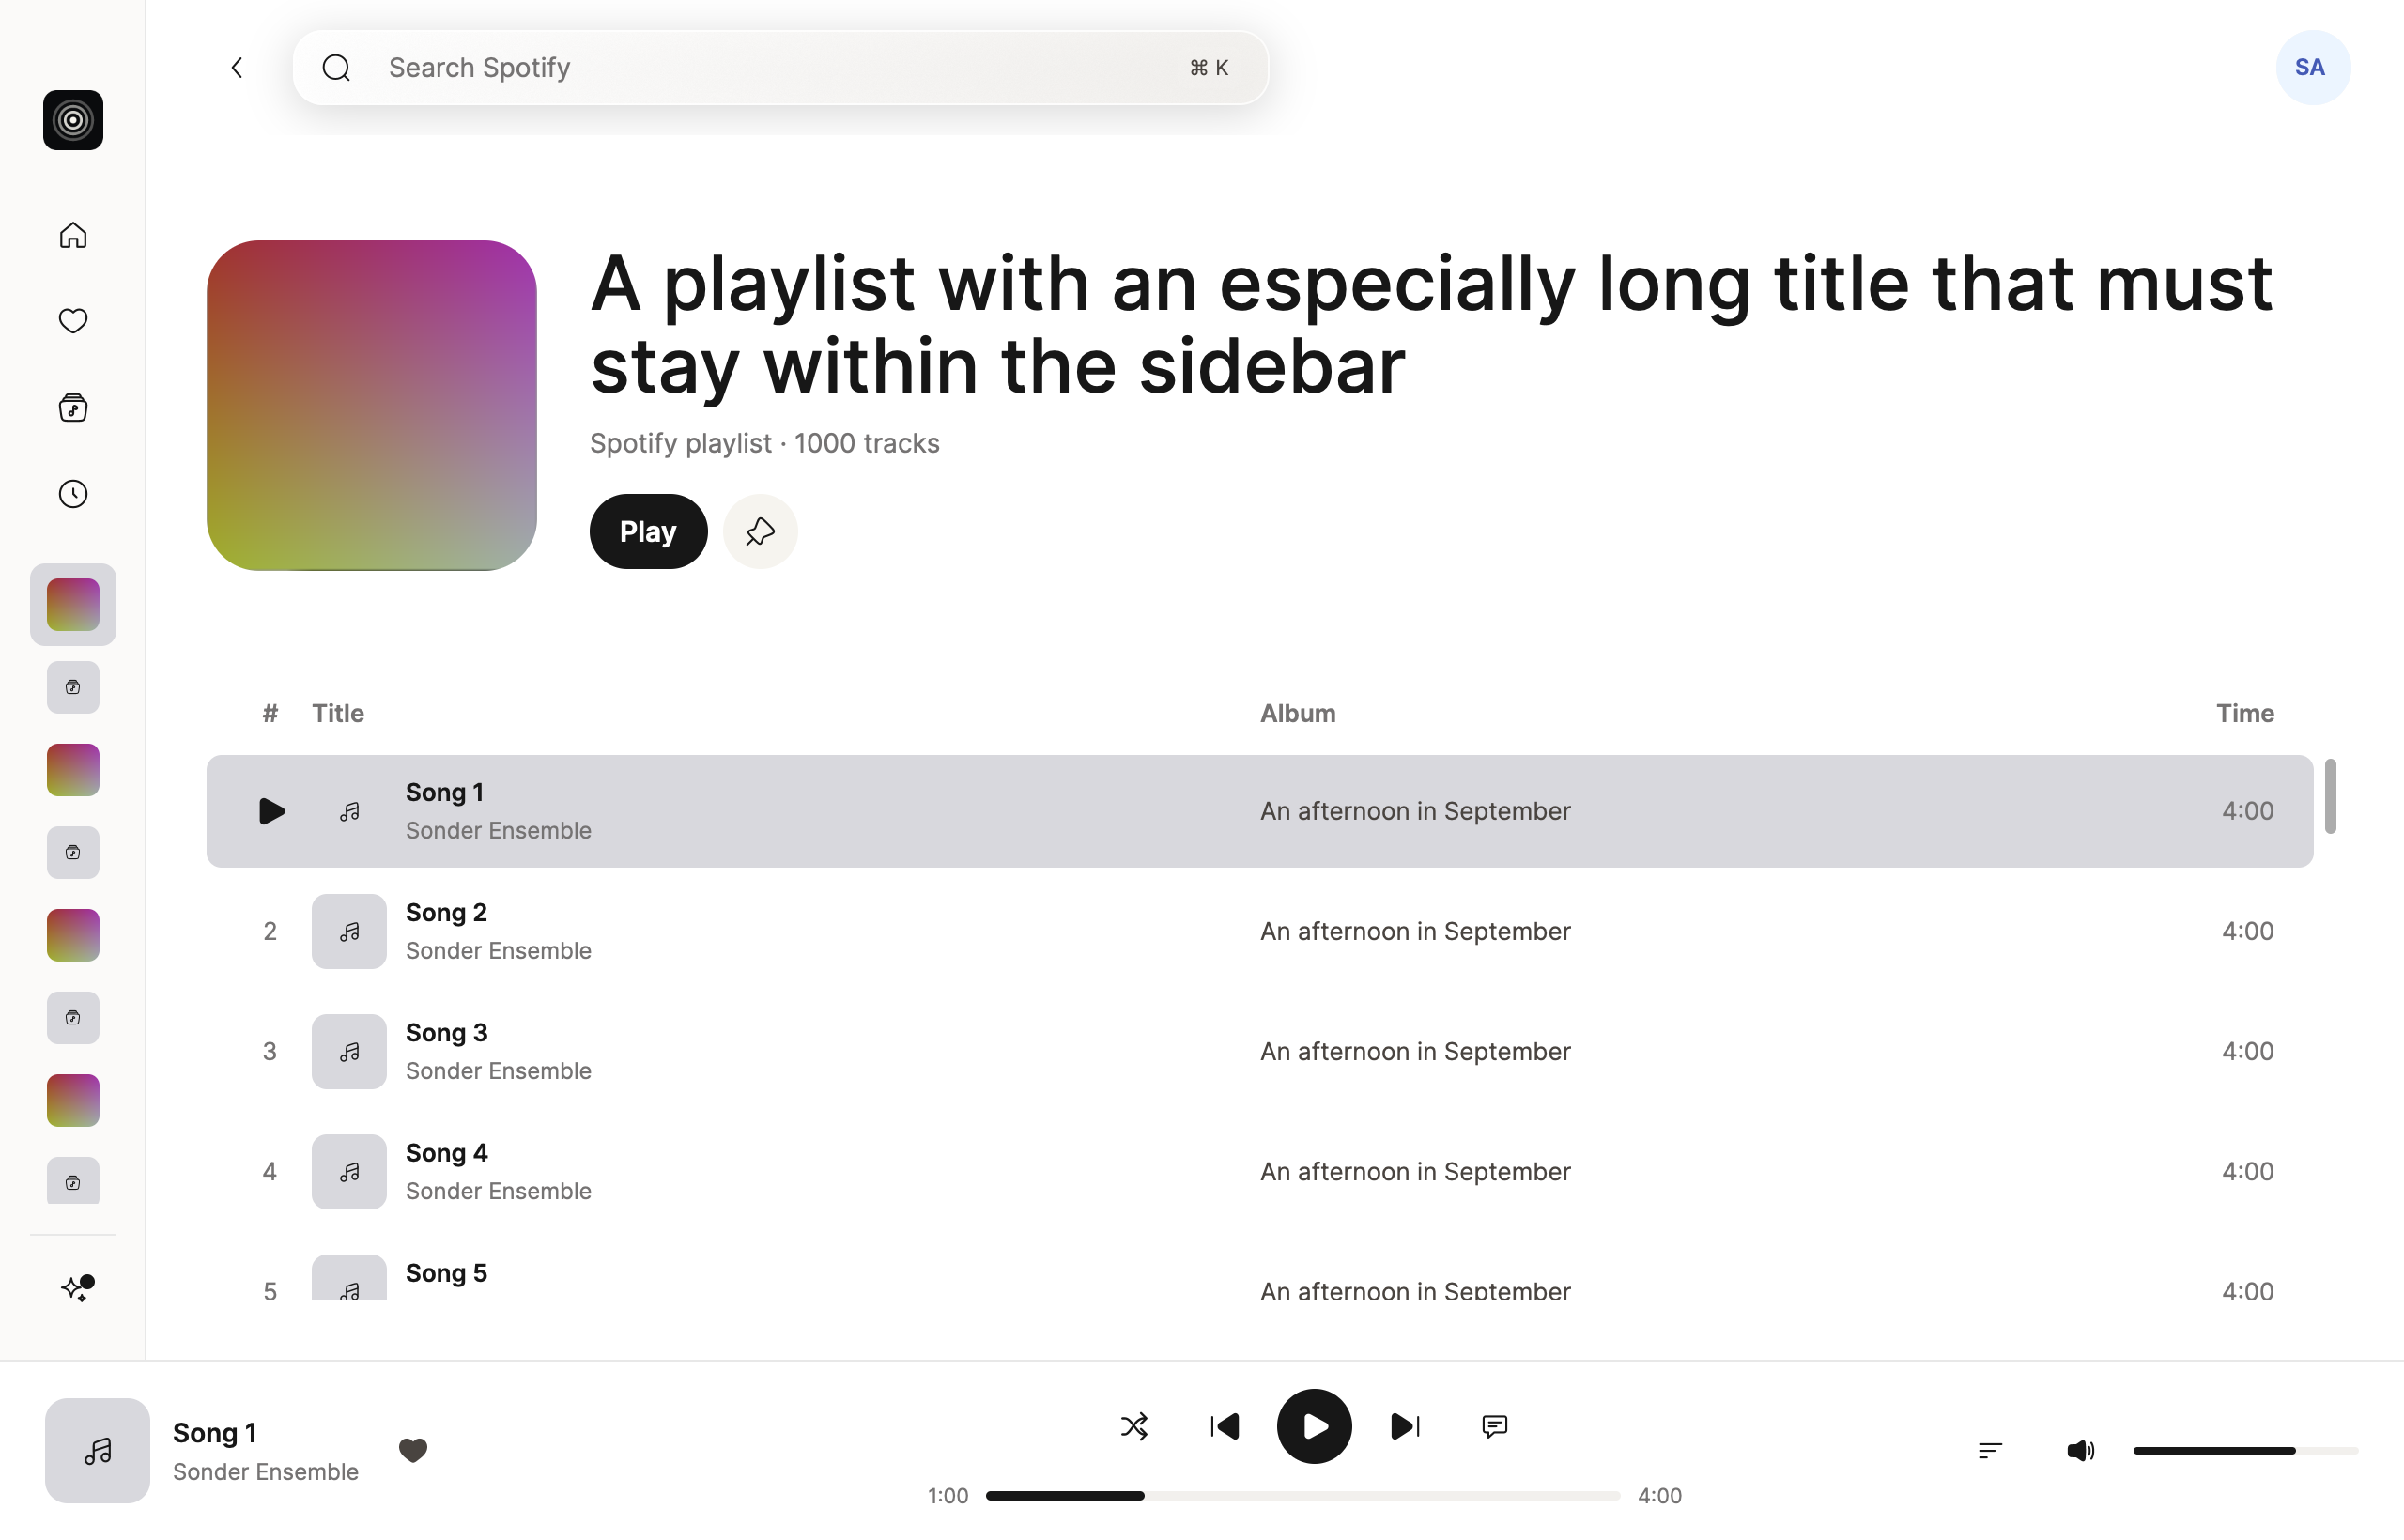 Search Spotify ⌘ K
SA
A playlist with an especially long title that must
stay within the sidebar
Spotify playlist · 1000 tracks
Play
# Title Album Time
Song 1
Sonder Ensemble
An afternoon in September
4:00
2
Song 2
Sonder Ensemble
An afternoon in September
4:00
3
Song 3
Sonder Ensemble
An afternoon in September
4:00
4
Song 4
Sonder Ensemble
An afternoon in September
4:00
5
Song 5
An afternoon in September
4:00
Song 1
Sonder Ensemble
1:00
4:00